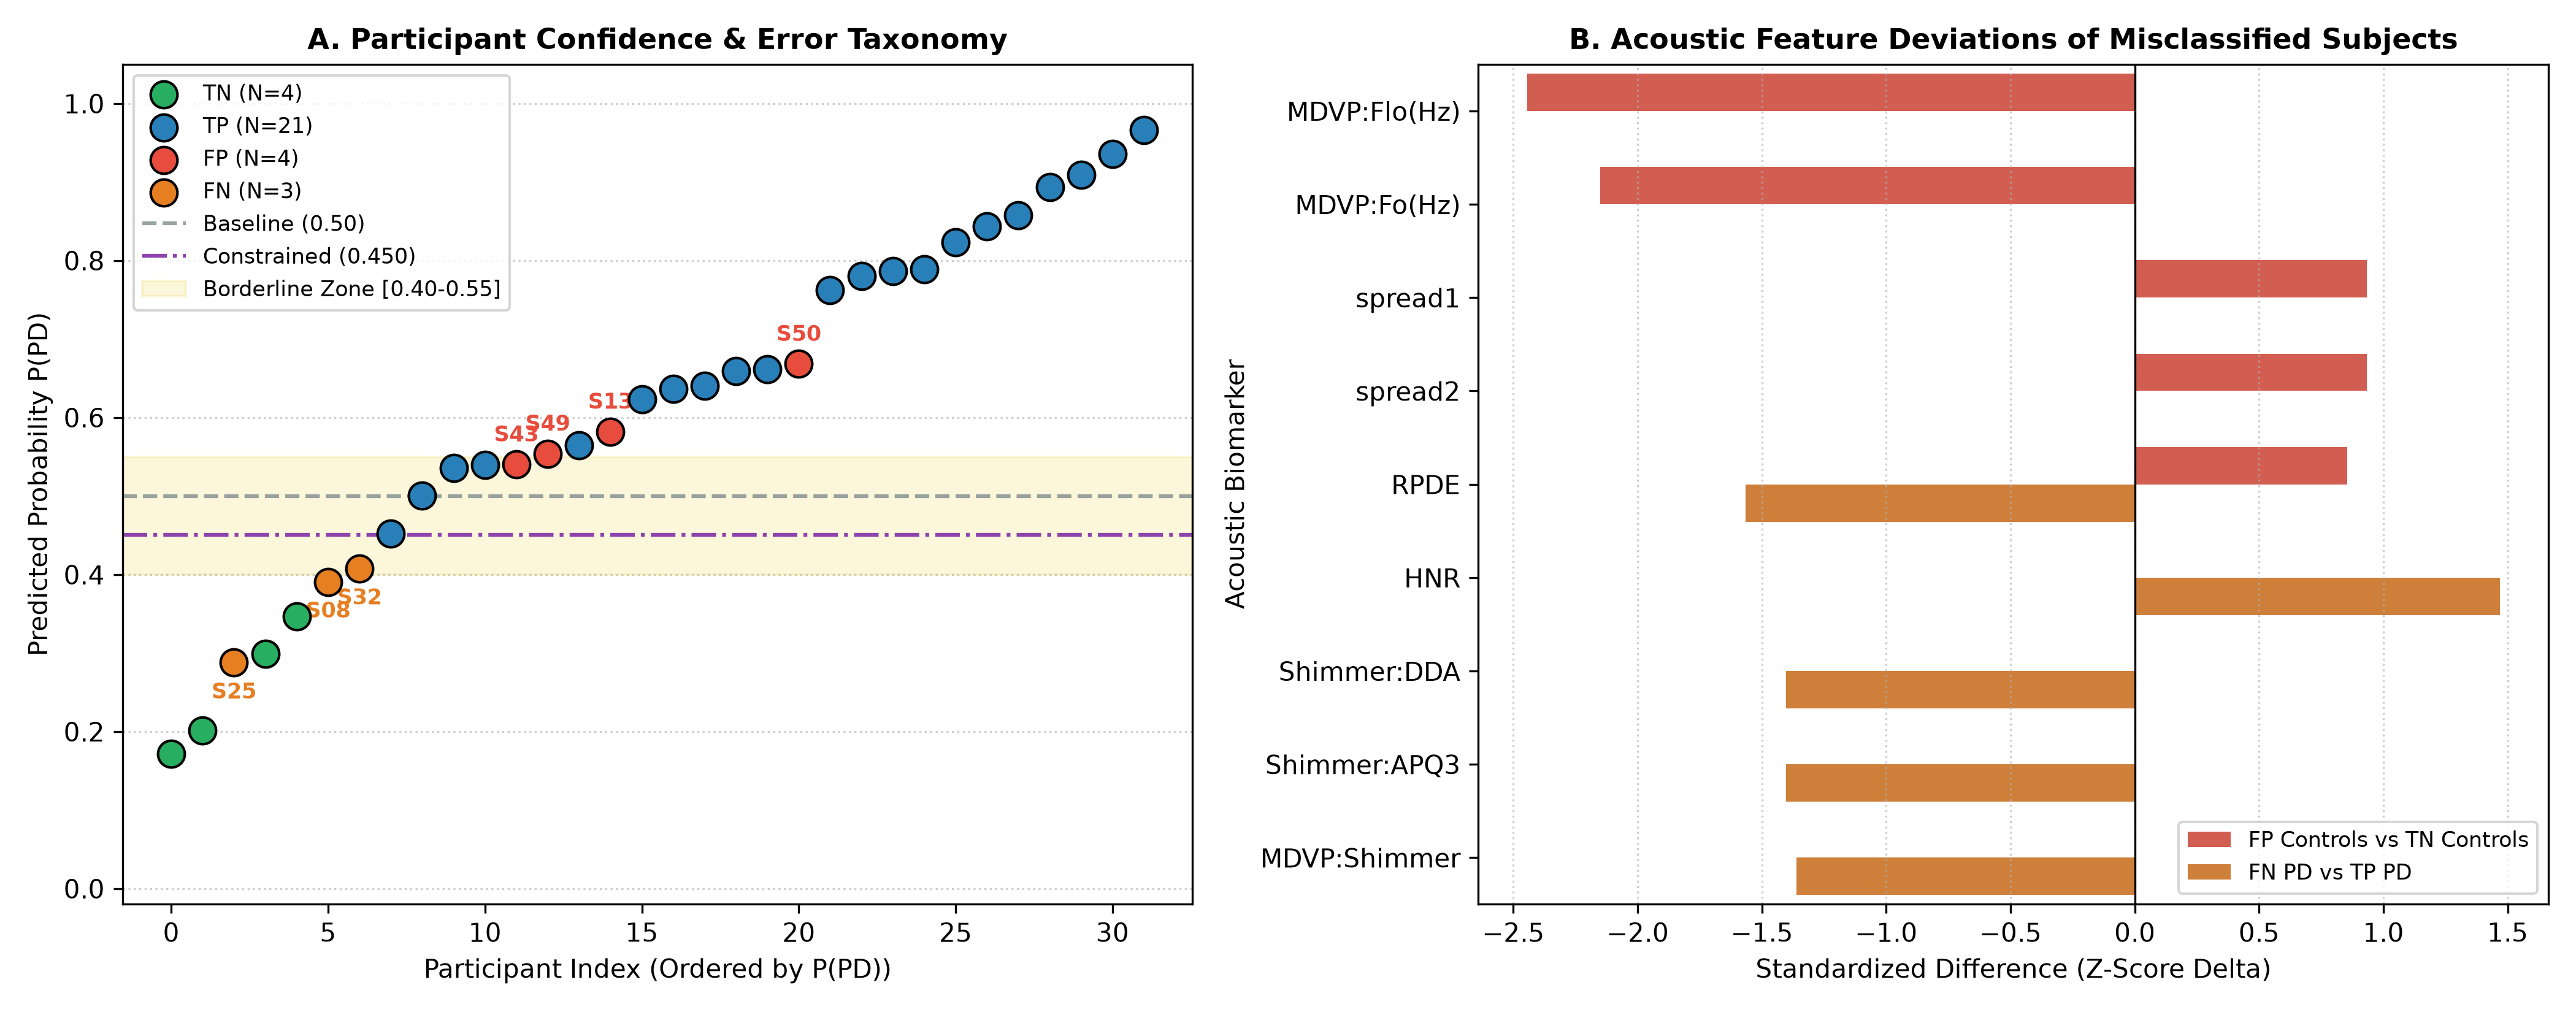 A. Participant Confidence & Error Taxonomy
TN (N=4)
TP (N=21)
FP (N=4)
FN (N=3)
Baseline (0.50)
Constrained (0.450)
Borderline Zone [0.40-0.55]
S50
S13
S49
S43
S32
S08
S25
Predicted Probability P(PD)
1.0
0.8
0.6
0.4
0.2
0.0
0
5
10
15
20
25
30
Participant Index (Ordered by P(PD))
B. Acoustic Feature Deviations of Misclassified Subjects
Acoustic Biomarker
MDVP:Flo(Hz)
MDVP:Fo(Hz)
spread1
spread2
RPDE
HNR
Shimmer:DDA
Shimmer:APQ3
MDVP:Shimmer
FP Controls vs TN Controls
FN PD vs TP PD
−2.5
−2.0
−1.5
−1.0
−0.5
0.0
0.5
1.0
1.5
Standardized Difference (Z-Score Delta)